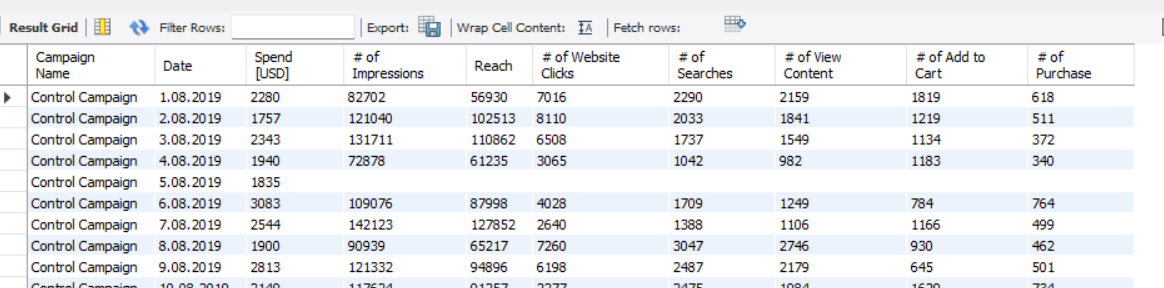 Result Grid Filter Rows: Export: Wrap Cell Content: Fetch rows:
Campaign Name Date Spend [USD] # of Impressions Reach # of Website Clicks # of Searches # of View Content # of Add to Cart # of Purchase
Control Campaign 1.08.2019 2280 82702 56930 7016 2290 2159 1819 618
Control Campaign 2.08.2019 1757 121040 102513 8110 2033 1841 1219 511
Control Campaign 3.08.2019 2343 131711 110862 6508 1737 1549 1134 372
Control Campaign 4.08.2019 1940 72878 61235 3065 1042 982 1183 340
Control Campaign 5.08.2019 1835
Control Campaign 6.08.2019 3083 109076 87998 4028 1709 1249 784 764
Control Campaign 7.08.2019 2544 142123 127852 2640 1388 1106 1166 499
Control Campaign 8.08.2019 1900 90939 65217 7260 3047 2746 930 462
Control Campaign 9.08.2019 2813 121332 94896 6198 2487 2179 645 501
Control Campaign 10.08.2019